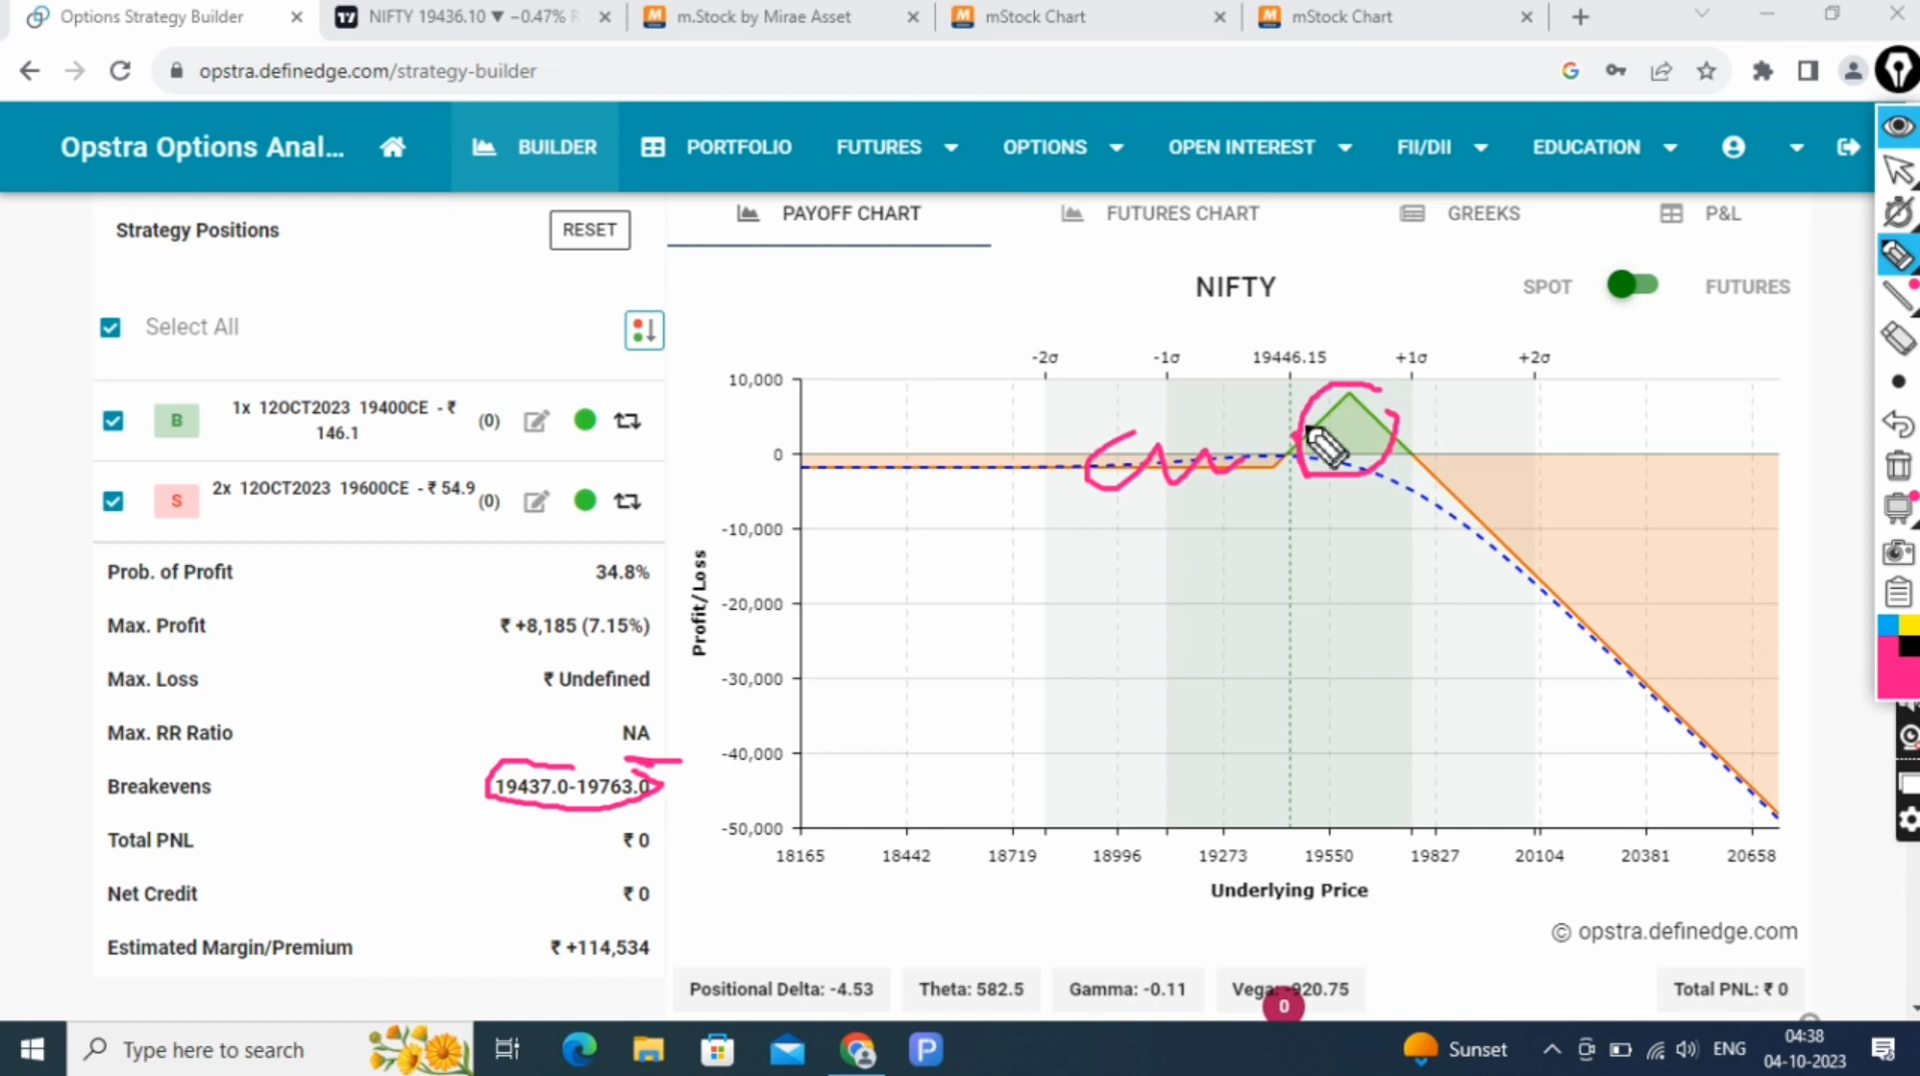 Options Strategy Builder
NIFTY 19436.10 ▼ −0.47% R
m.Stock by Mirae Asset
mStock Chart
mStock Chart
opstra.definedge.com/strategy-builder
Opstra Options Anal...
BUILDER
PORTFOLIO
FUTURES
OPTIONS
OPEN INTEREST
FII/DII
EDUCATION
Strategy Positions
RESET
PAYOFF CHART
FUTURES CHART
GREEKS
P&L
NIFTY
SPOT
FUTURES
Select All
B
1x 12OCT2023 19400CE - ₹
146.1
(0)
S
2x 12OCT2023 19600CE - ₹ 54.9
(0)
Prob. of Profit 34.8%
Max. Profit ₹ +8,185 (7.15%)
Max. Loss ₹ Undefined
Max. RR Ratio NA
Breakevens 19437.0-19763.0
Total PNL ₹ 0
Net Credit ₹ 0
Estimated Margin/Premium ₹ +114,534
-2σ -1σ 19446.15 +1σ +2σ
10,000
0
-10,000
-20,000
-30,000
-40,000
-50,000
Profit/Loss
18165 18442 18719 18996 19273 19550 19827 20104 20381 20658
Underlying Price
© opstra.definedge.com
Positional Delta: -4.53
Theta: 582.5
Gamma: -0.11
Vega: -920.75
0
Total PNL: ₹ 0
Type here to search
Sunset
ENG
04:38
04-10-2023